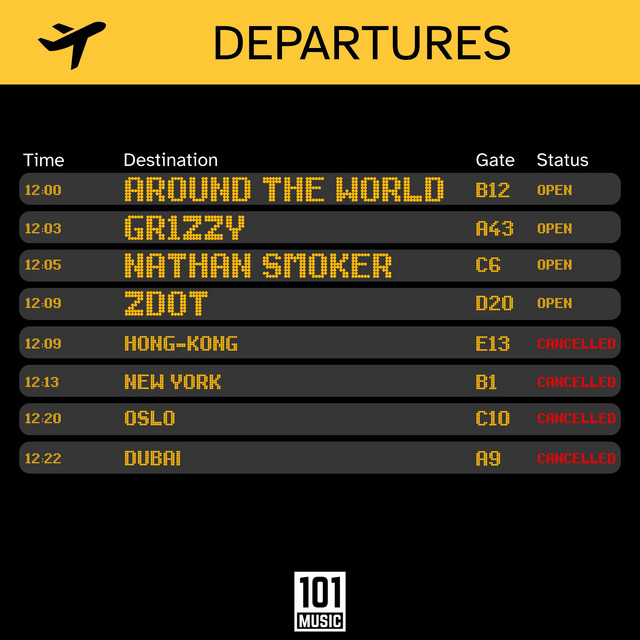 DEPARTURES
Time Destination Gate Status
12:00 AROUND THE WORLD B12 OPEN
12:03 GR1ZZY A43 OPEN
12:05 NATHAN SMOKER C6 OPEN
12:09 ZDOT D20 OPEN
12:09 HONG-KONG E13 CANCELLED
12:13 NEW YORK B1 CANCELLED
12:20 OSLO C10 CANCELLED
12:22 DUBAI A9 CANCELLED
101
MUSIC